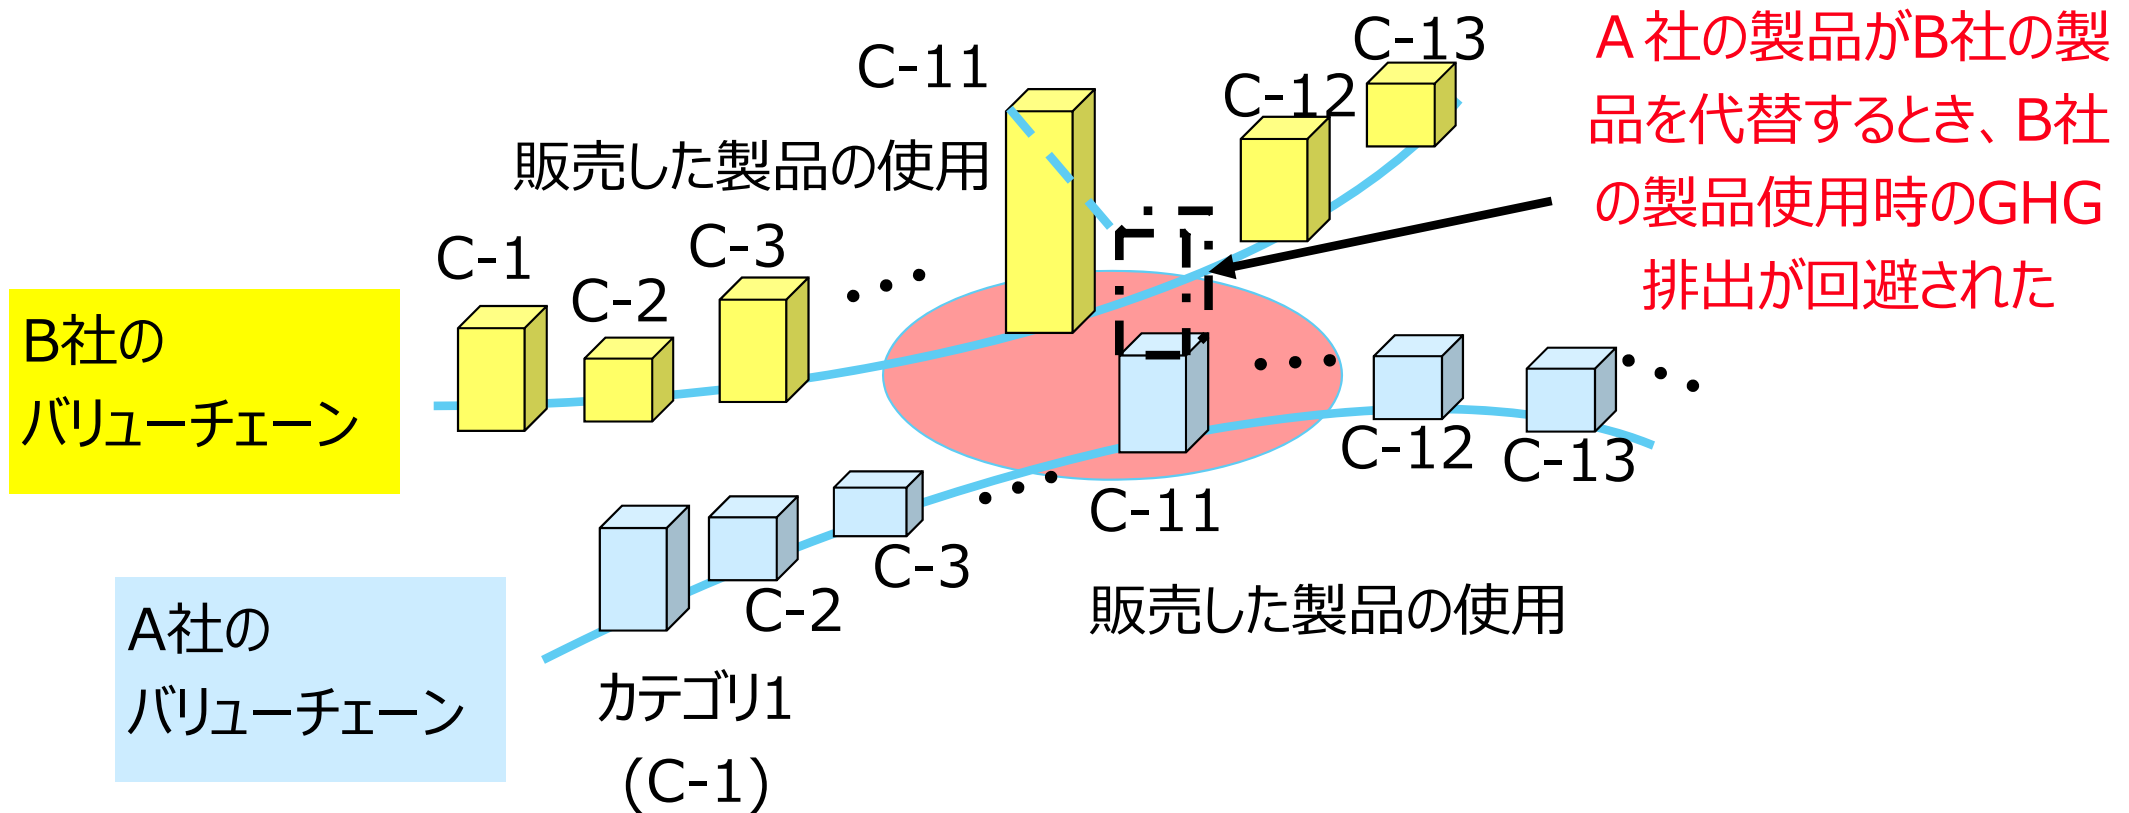 C-13
C-11
C-12
A社の製品がB社の製
品を代替するとき、B社
の製品使用時のGHG
排出が回避された
販売した製品の使用
C-1
C-2
C-3
B社の
バリューチェーン
C-12
C-13
C-11
C-3
C-2
販売した製品の使用
A社の
バリューチェーン
カテゴリ1
(C-1)